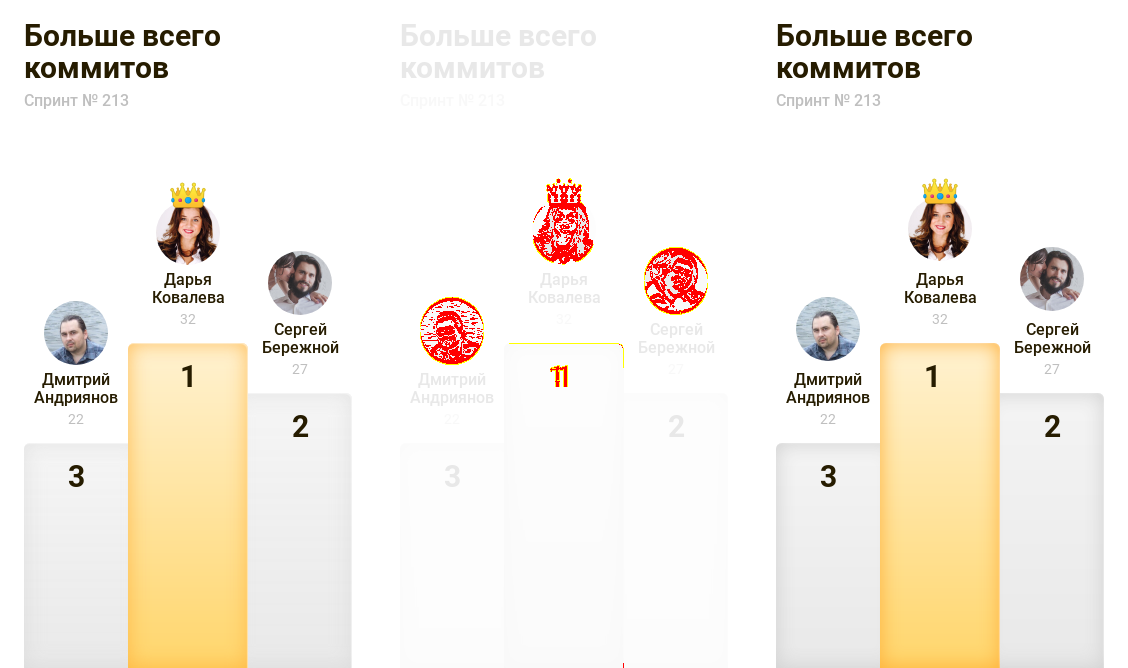 Больше всего
коммитов
Спринт № 213
Дарья
Ковалева
32
Сергей
Бережной
27
Дмитрий
Андриянов
22
1
2
3
Больше всего
коммитов
Спринт № 213
Дарья
Ковалева
32
Сергей
Бережной
27
Дмитрий
Андриянов
22
11
2
3
Больше всего
коммитов
Спринт № 213
Дарья
Ковалева
32
Сергей
Бережной
27
Дмитрий
Андриянов
22
1
2
3